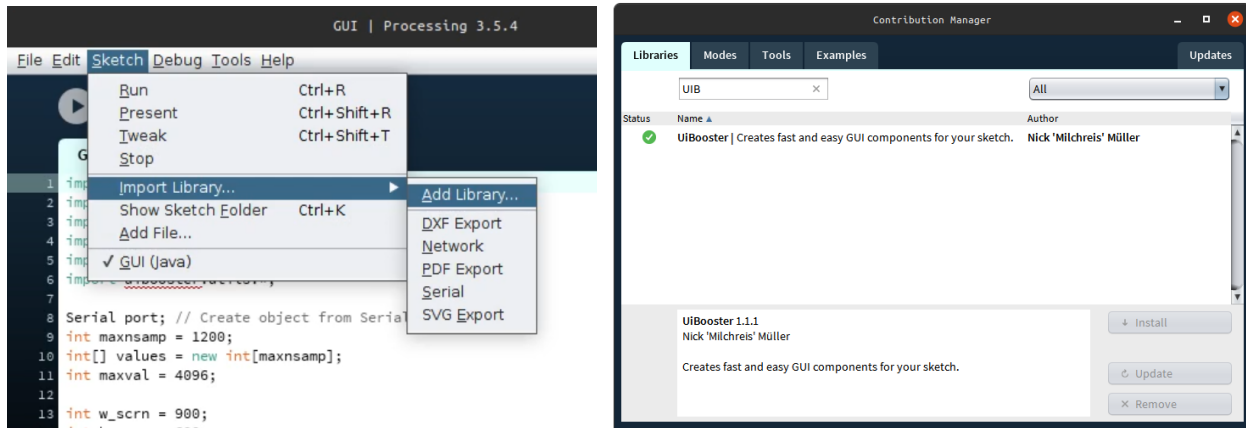 GUI | Processing 3.5.4
File Edit Sketch Debug Tools Help
Run Ctrl+R
Present Ctrl+Shift+R
Tweak Ctrl+Shift+T
Stop
Import Library...
Show Sketch Folder Ctrl+K
Add File...
✓ GUI (Java)
Add Library...
DXF Export
Network
PDF Export
Serial
SVG Export
G
1 imp
2 imp
3 imp
4 imp
5 imp
6
7
8 Serial port; // Create object from Serial
9 int maxnsamp = 1200;
10 int[] values = new int[maxnsamp];
11 int maxval = 4096;
12
13 int w_scrn = 900;
Contribution Manager
Libraries Modes Tools Examples Updates
UIB All
Status Name Author
UiBooster | Creates fast and easy GUI components for your sketch. Nick 'Milchreis' Müller
UiBooster 1.1.1
Nick 'Milchreis' Müller
Creates fast and easy GUI components for your sketch.
Install
Update
Remove